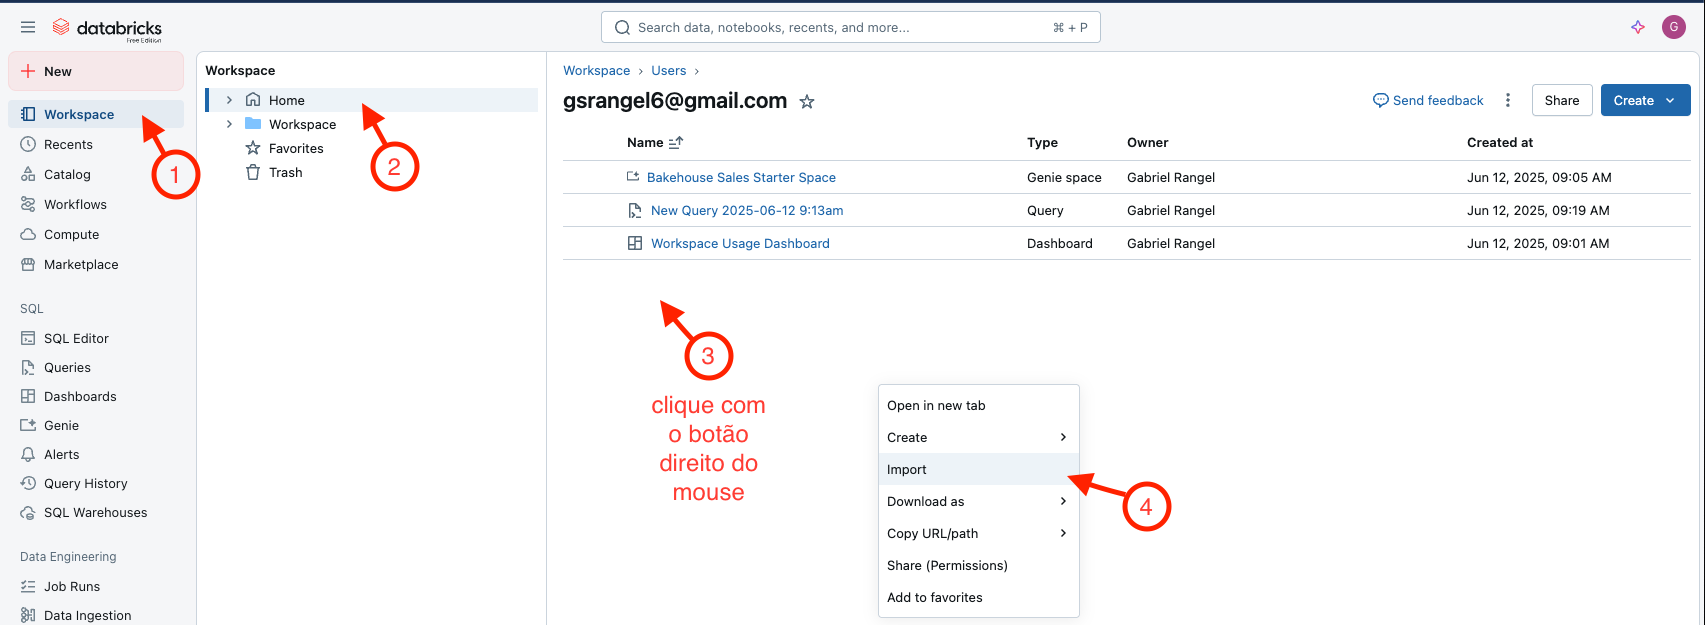 databricks
Free Edition
Search data, notebooks, recents, and more...
⌘ + P
G
New
Workspace
Recents
Catalog
Workflows
Compute
Marketplace
SQL
SQL Editor
Queries
Dashboards
Genie
Alerts
Query History
SQL Warehouses
Data Engineering
Job Runs
Data Ingestion
1
Workspace
Home
Workspace
Favorites
Trash
2
Workspace › Users ›
gsrangel6@gmail.com
Send feedback
Share
Create
Name Type Owner Created at
Bakehouse Sales Starter Space Genie space Gabriel Rangel Jun 12, 2025, 09:05 AM
New Query 2025-06-12 9:13am Query Gabriel Rangel Jun 12, 2025, 09:19 AM
Workspace Usage Dashboard Dashboard Gabriel Rangel Jun 12, 2025, 09:01 AM
3
clique com
o botão
direito do
mouse
Open in new tab
Create
Import
Download as
Copy URL/path
Share (Permissions)
Add to favorites
4